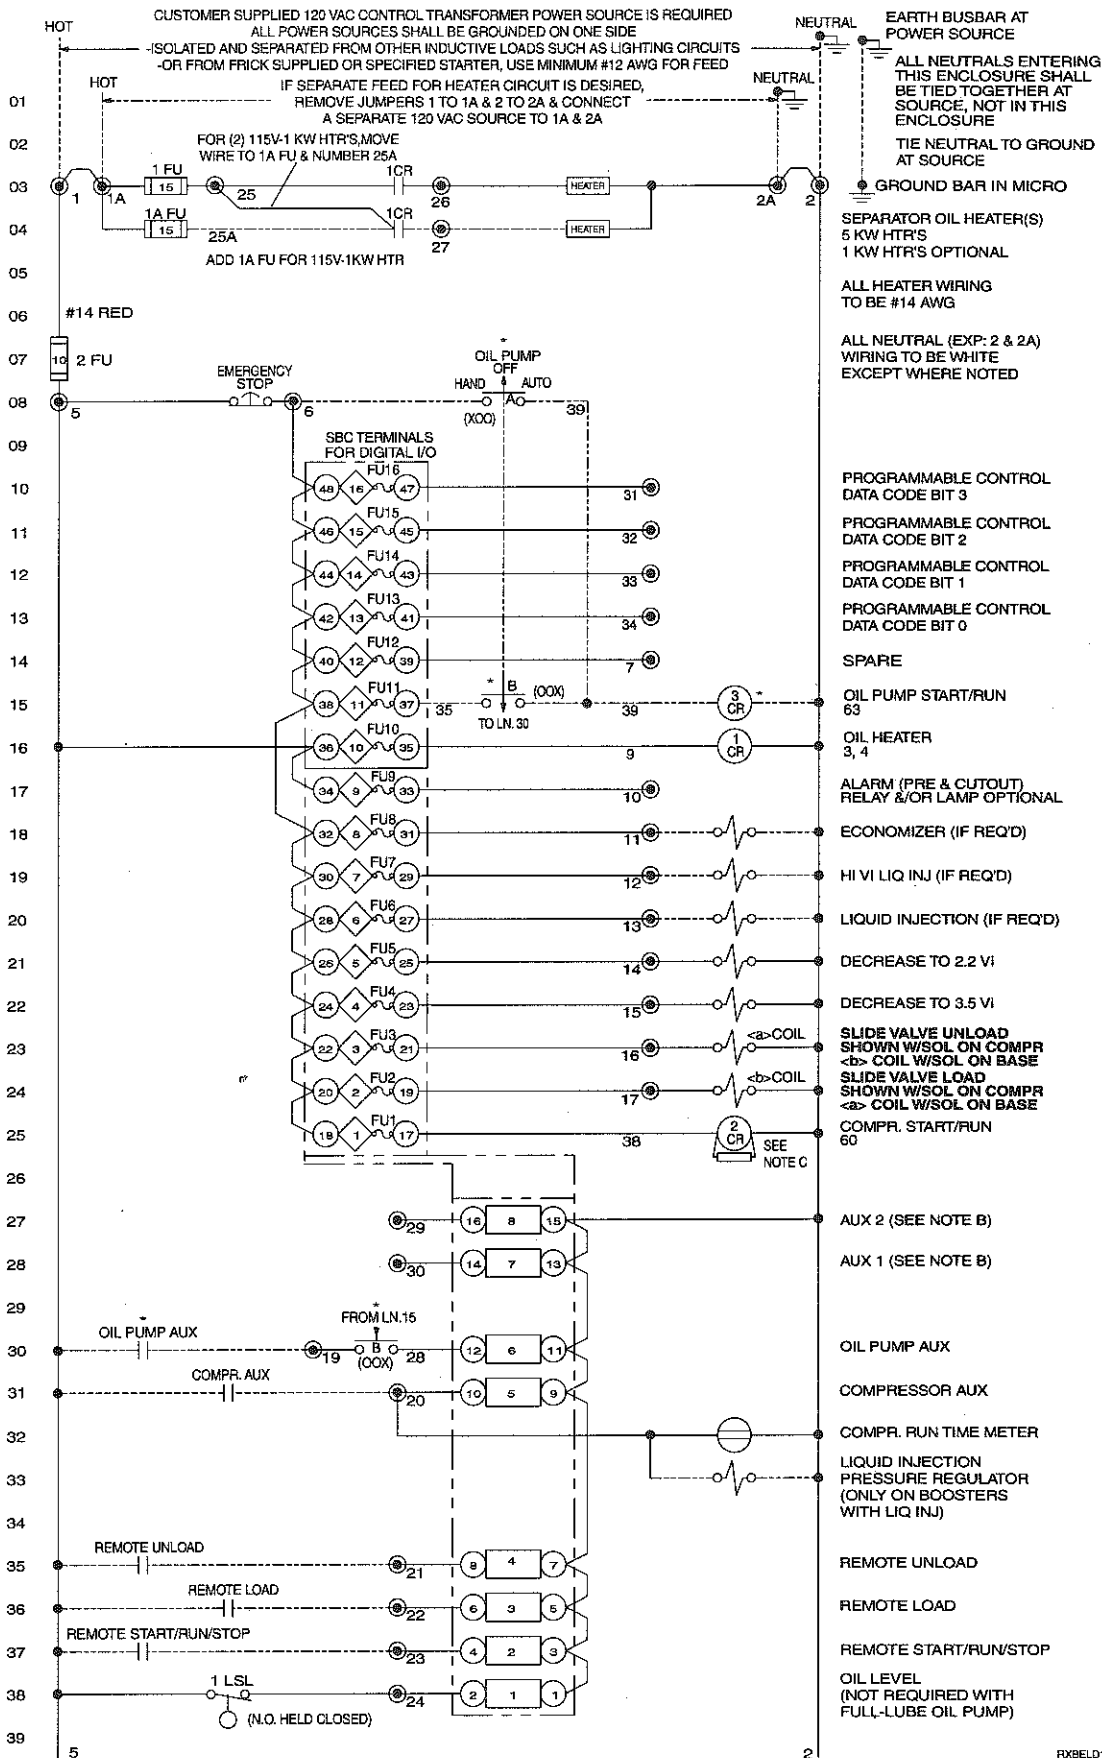 HOT
CUSTOMER SUPPLIED 120 VAC CONTROL TRANSFORMER POWER SOURCE IS REQUIRED
ALL POWER SOURCES SHALL BE GROUNDED ON ONE SIDE
-ISOLATED AND SEPARATED FROM OTHER INDUCTIVE LOADS SUCH AS LIGHTING CIRCUITS
-OR FROM FRICK SUPPLIED OR SPECIFIED STARTER, USE MINIMUM #12 AWG FOR FEED
NEUTRAL
EARTH BUSBAR AT
POWER SOURCE
ALL NEUTRALS ENTERING
THIS ENCLOSURE SHALL
BE TIED TOGETHER AT
SOURCE, NOT IN THIS
ENCLOSURE
TIE NEUTRAL TO GROUND
AT SOURCE
HOT
IF SEPARATE FEED FOR HEATER CIRCUIT IS DESIRED,
REMOVE JUMPERS 1 TO 1A & 2 TO 2A & CONNECT
A SEPARATE 120 VAC SOURCE TO 1A & 2A
NEUTRAL
01
02
FOR (2) 115V-1 KW HTR'S,MOVE
WIRE TO 1A FU & NUMBER 25A
03 1 1A 1 FU 15 25 1CR 26 HEATER 2A 2 GROUND BAR IN MICRO
04 1A FU 15 25A 1CR 27 HEATER
SEPARATOR OIL HEATER(S)
5 KW HTR'S
1 KW HTR'S OPTIONAL
ADD 1A FU FOR 115V-1KW HTR
05
ALL HEATER WIRING
TO BE #14 AWG
06 #14 RED
07 10 2 FU
ALL NEUTRAL (EXP: 2 & 2A)
WIRING TO BE WHITE
EXCEPT WHERE NOTED
*
OIL PUMP
OFF
HAND AUTO
EMERGENCY
STOP
08 5 6 A 39
(XOO)
09
SBC TERMINALS
FOR DIGITAL I/O
10 48 16 FU16 47 31
PROGRAMMABLE CONTROL
DATA CODE BIT 3
11 46 15 FU15 45 32
PROGRAMMABLE CONTROL
DATA CODE BIT 2
12 44 14 FU14 43 33
PROGRAMMABLE CONTROL
DATA CODE BIT 1
13 42 13 FU13 41 34
PROGRAMMABLE CONTROL
DATA CODE BIT 0
14 40 12 FU12 39 7 SPARE
15 38 11 FU11 37 35 * B (OOX) 39 3 CR *
OIL PUMP START/RUN
63
TO LN. 30
16 36 10 FU10 35 9 1 CR
OIL HEATER
3, 4
17 34 9 FU9 33 10
ALARM (PRE & CUTOUT)
RELAY &/OR LAMP OPTIONAL
18 32 8 FU8 31 11 ECONOMIZER (IF REQ'D)
19 30 7 FU7 29 12 HI VI LIQ INJ (IF REQ'D)
20 28 6 FU6 27 13 LIQUID INJECTION (IF REQ'D)
21 26 5 FU5 25 14 DECREASE TO 2.2 VI
22 24 4 FU4 23 15 DECREASE TO 3.5 VI
23 22 3 FU3 21 16 <a>COIL
SLIDE VALVE UNLOAD
SHOWN W/SOL ON COMPR
<b> COIL W/SOL ON BASE
24 20 2 FU2 19 17 <b>COIL
SLIDE VALVE LOAD
SHOWN W/SOL ON COMPR
<a> COIL W/SOL ON BASE
25 18 1 FU1 17 38 2 CR
SEE
NOTE C
COMPR. START/RUN
60
26
27 29 16 8 15 AUX 2 (SEE NOTE B)
28 30 14 7 13 AUX 1 (SEE NOTE B)
29
*
OIL PUMP AUX
*
FROM LN.15
30 19 B 28 12 6 11 OIL PUMP AUX
(OOX)
COMPR. AUX
31 20 10 5 9 COMPRESSOR AUX
32 COMPR. RUN TIME METER
33
LIQUID INJECTION
PRESSURE REGULATOR
(ONLY ON BOOSTERS
WITH LIQ INJ)
34
REMOTE UNLOAD
35 21 8 4 7 REMOTE UNLOAD
REMOTE LOAD
36 22 6 3 5 REMOTE LOAD
REMOTE START/RUN/STOP
37 23 4 2 3 REMOTE START/RUN/STOP
1 LSL
38 24 2 1 1
(N.O. HELD CLOSED)
OIL LEVEL
(NOT REQUIRED WITH
FULL-LUBE OIL PUMP)
39
5 2